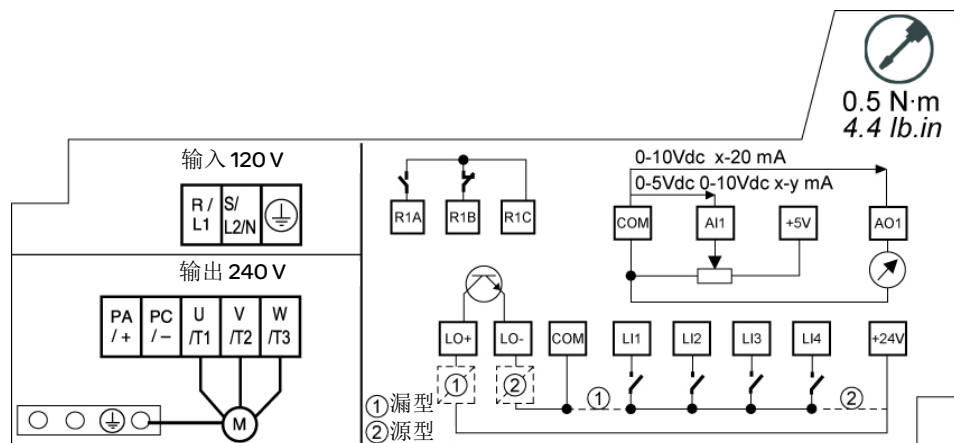 0.5 N·m
4.4 lb.in
输入 120 V
R / L1
S/ L2/N
输出 240 V
PA / +
PC / –
U /T1
V /T2
W /T3
M
R1A
R1B
R1C
0-10Vdc x-20 mA
0-5Vdc 0-10Vdc x-y mA
COM
AI1
+5V
AO1
LO+
LO-
COM
LI1
LI2
LI3
LI4
+24V
①
②
①
②
①漏型
②源型